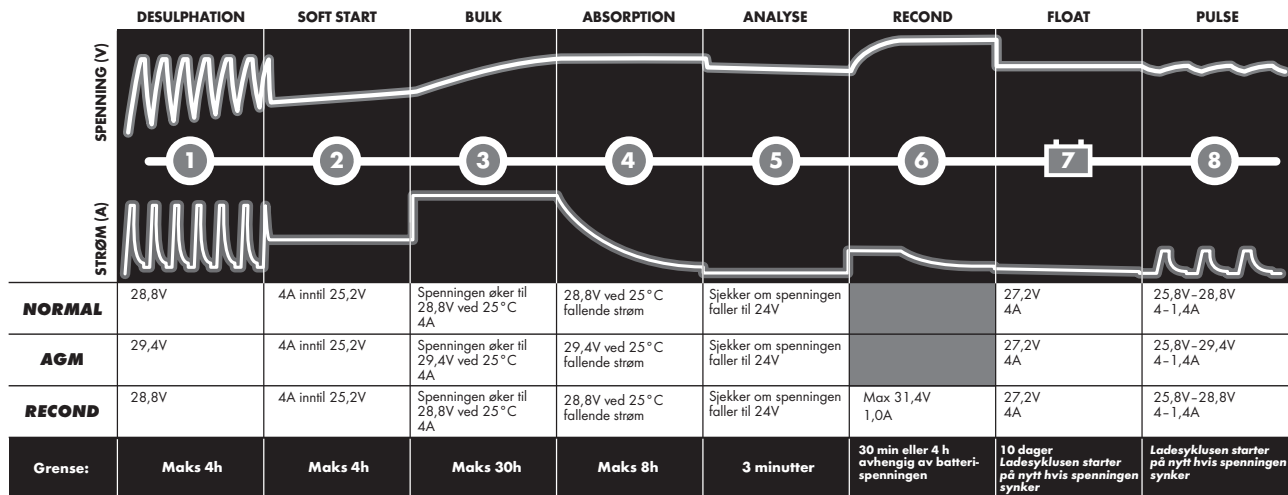 DESULPHATION
SOFT START
BULK
ABSORPTION
ANALYSE
RECOND
FLOAT
PULSE
SPENNING (V)
1
2
3
4
5
6
7
8
STRØM (A)
NORMAL
28,8V
4A inntil 25,2V
Spenningen øker til
28,8V ved 25°C
4A
28,8V ved 25°C
fallende strøm
Sjekker om spenningen
faller til 24V
27,2V
4A
25,8V–28,8V
4–1,4A
AGM
29,4V
4A inntil 25,2V
Spenningen øker til
29,4V ved 25°C
4A
29,4V ved 25°C
fallende strøm
Sjekker om spenningen
faller til 24V
27,2V
4A
25,8V–29,4V
4–1,4A
RECOND
28,8V
4A inntil 25,2V
Spenningen øker til
28,8V ved 25°C
4A
28,8V ved 25°C
fallende strøm
Sjekker om spenningen
faller til 24V
Max 31,4V
1,0A
27,2V
4A
25,8V–28,8V
4–1,4A
Grense:
Maks 4h
Maks 4h
Maks 30h
Maks 8h
3 minutter
30 min eller 4 h
avhengig av batteri-
spenningen
10 dager
Ladesyklusen starter
på nytt hvis spenningen
synker
Ladesyklusen starter
på nytt hvis spenningen
synker